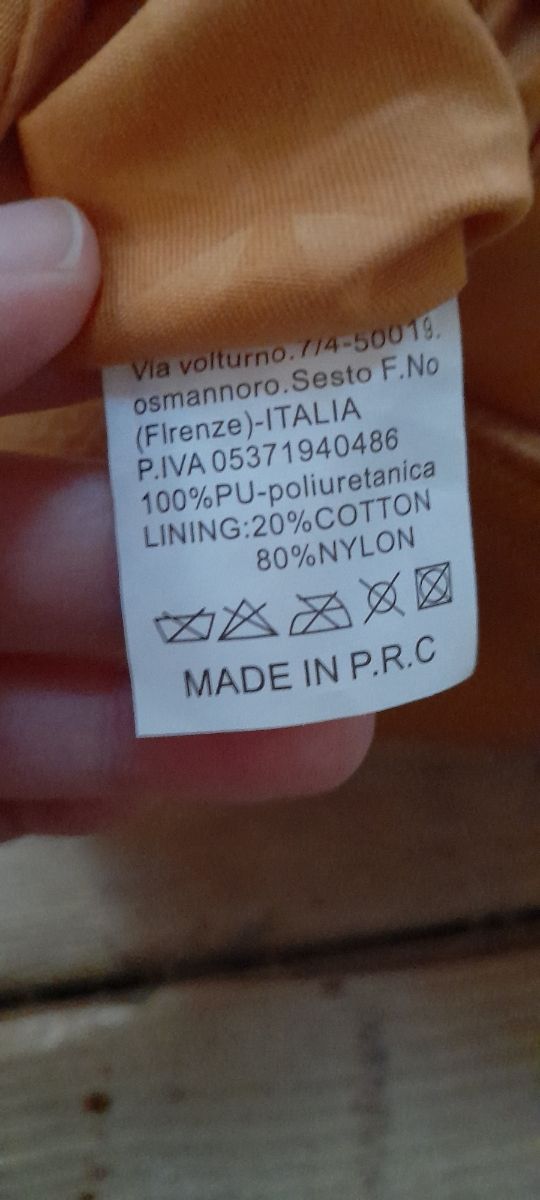 Via volturno.7/4-50019.
osmannoro.Sesto F.No
(FIrenze)-ITALIA
P.IVA 05371940486
100%PU-poliuretanica
LINING:20%COTTON
80%NYLON
MADE IN P.R.C